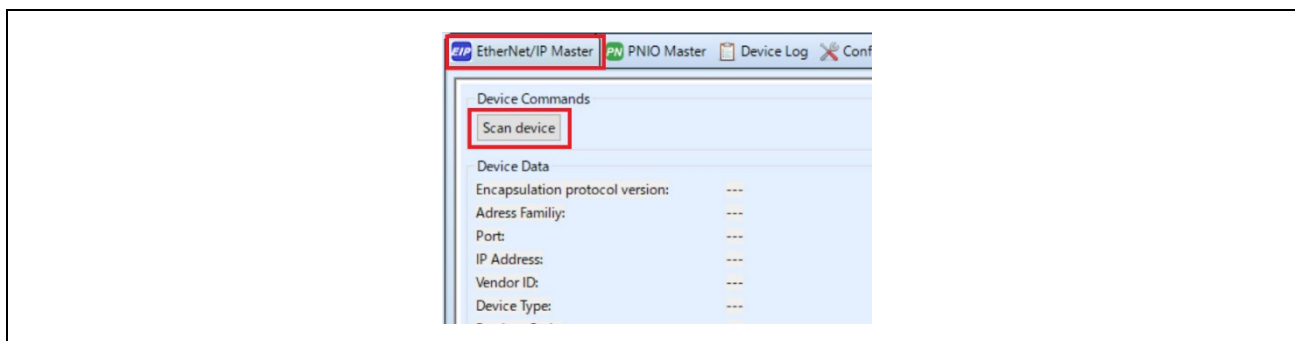 EIP EtherNet/IP Master PN PNIO Master Device Log Conf
Device Commands
Scan device
Device Data
Encapsulation protocol version: ---
Adress Familiy: ---
Port: ---
IP Address: ---
Vendor ID: ---
Device Type: ---